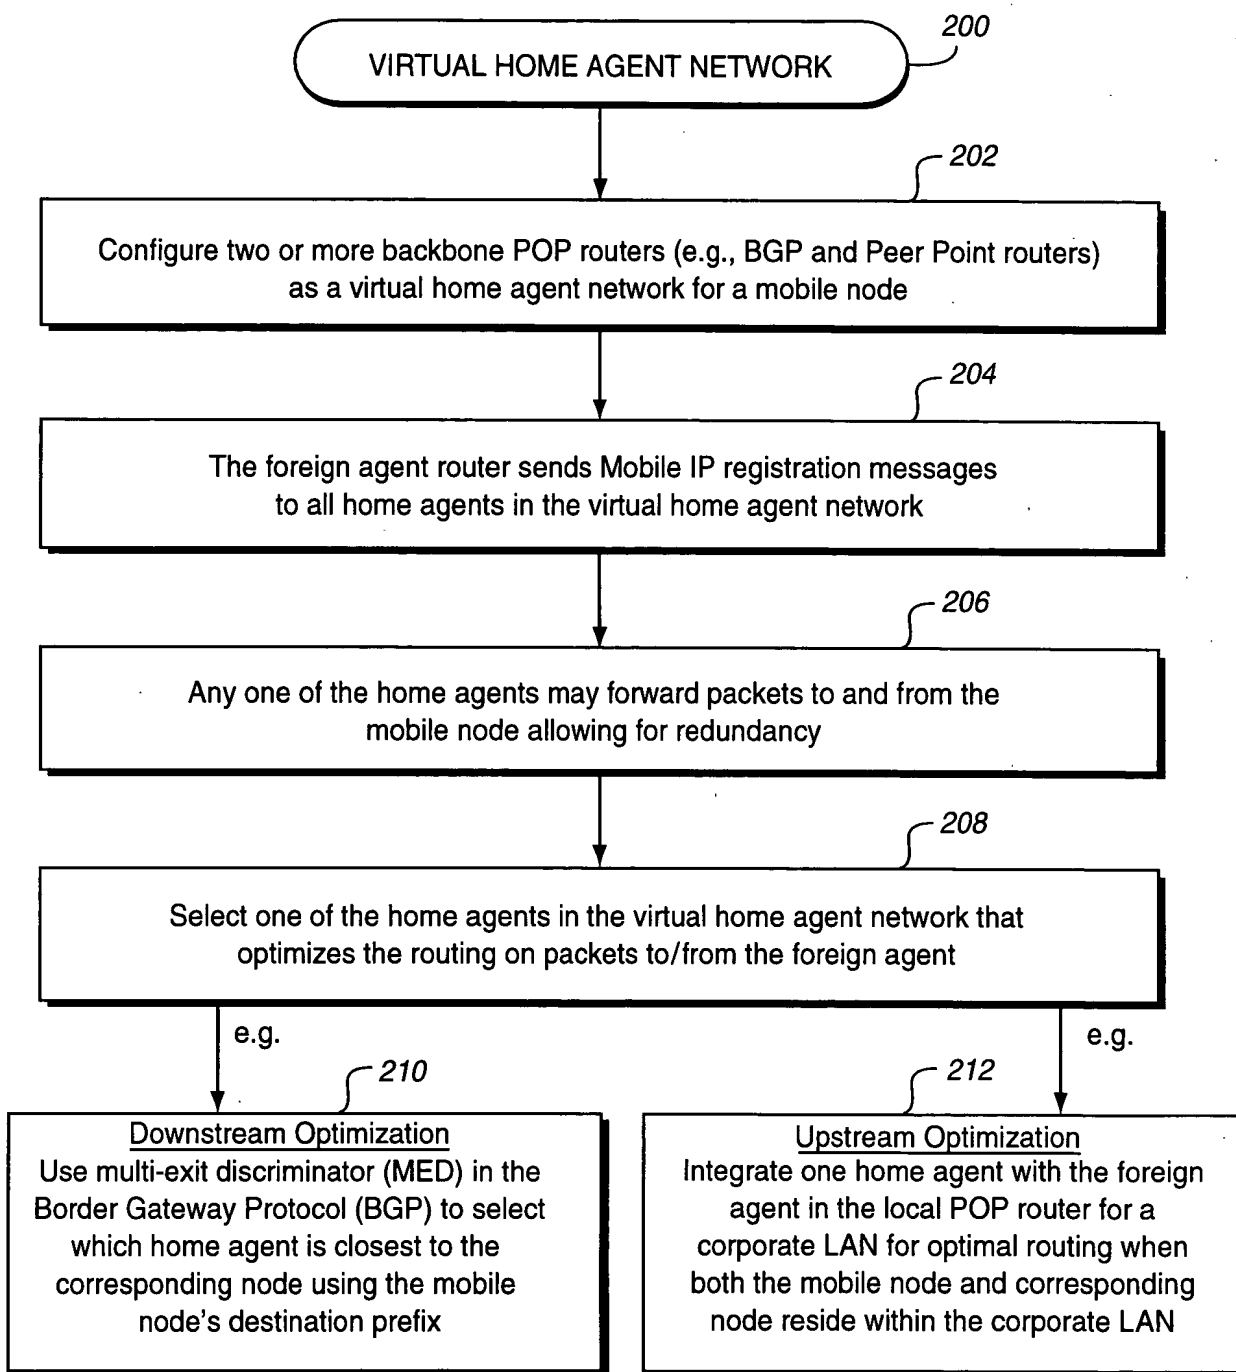 200
VIRTUAL HOME AGENT NETWORK
202
Configure two or more backbone POP routers (e.g., BGP and Peer Point routers)
as a virtual home agent network for a mobile node
204
The foreign agent router sends Mobile IP registration messages
to all home agents in the virtual home agent network
206
Any one of the home agents may forward packets to and from the
mobile node allowing for redundancy
208
Select one of the home agents in the virtual home agent network that
optimizes the routing on packets to/from the foreign agent
e.g.
e.g.
210
Downstream Optimization
Use multi-exit discriminator (MED) in the
Border Gateway Protocol (BGP) to select
which home agent is closest to the
corresponding node using the mobile
node's destination prefix
212
Upstream Optimization
Integrate one home agent with the foreign
agent in the local POP router for a
corporate LAN for optimal routing when
both the mobile node and corresponding
node reside within the corporate LAN